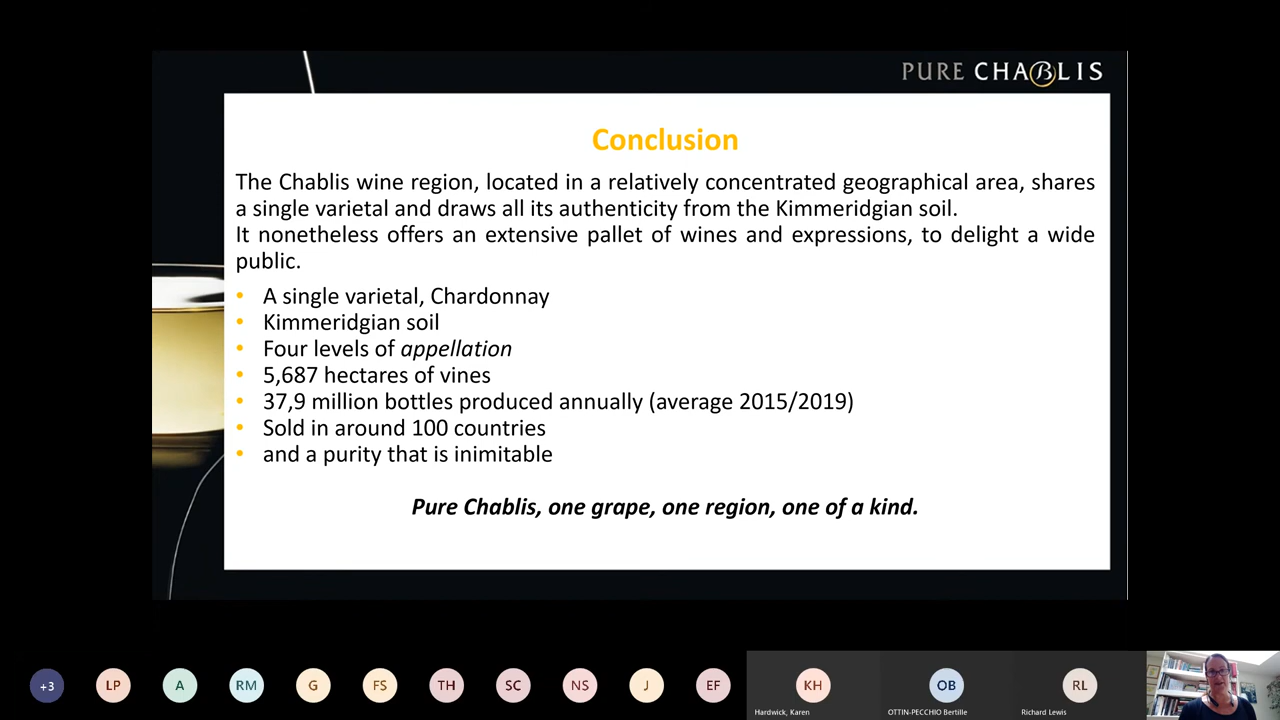 PURE CHABLIS
Conclusion
The Chablis wine region, located in a relatively concentrated geographical area, shares
a single varietal and draws all its authenticity from the Kimmeridgian soil.
It nonetheless offers an extensive pallet of wines and expressions, to delight a wide
public.
• A single varietal, Chardonnay
• Kimmeridgian soil
• Four levels of appellation
• 5,687 hectares of vines
• 37,9 million bottles produced annually (average 2015/2019)
• Sold in around 100 countries
• and a purity that is inimitable
Pure Chablis, one grape, one region, one of a kind.
+3 LP A RM G FS TH SC NS J EF KH OB RL
Hardwick, Karen OTTIN-PECCHIO Bertille Richard Lewis